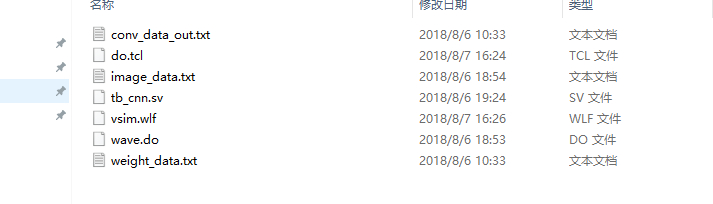 名称 修改日期 类型
conv_data_out.txt 2018/8/6 10:33 文本文档
do.tcl 2018/8/7 16:24 TCL 文件
image_data.txt 2018/8/6 18:54 文本文档
tb_cnn.sv 2018/8/6 19:24 SV 文件
vsim.wlf 2018/8/7 16:26 WLF 文件
wave.do 2018/8/6 18:53 DO 文件
weight_data.txt 2018/8/6 10:33 文本文档